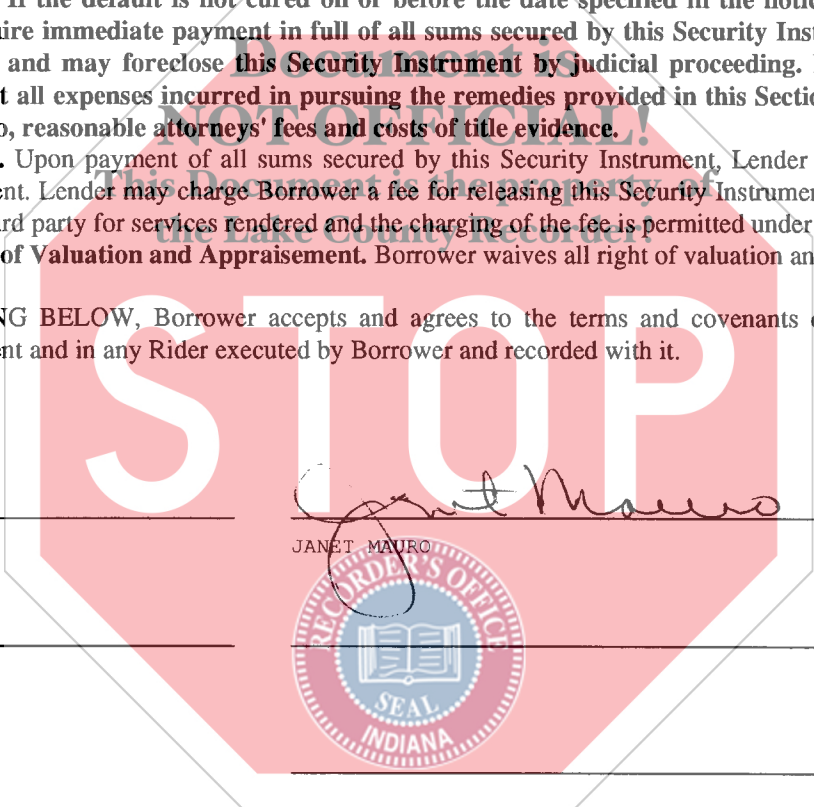 If the default is not cured on or before the date specified in the notic
ire immediate payment in full of all sums secured by this Security Inst
and may foreclose this Security Instrument by judicial proceeding.
t all expenses incurred in pursuing the remedies provided in this Sectio
o, reasonable attorneys' fees and costs of title evidence.
. Upon payment of all sums secured by this Security Instrument, Lender
ent. Lender may charge Borrower a fee for releasing this Security Instrumen
rd party for services rendered and the charging of the fee is permitted under
of Valuation and Appraisement. Borrower waives all right of valuation an
NG BELOW, Borrower accepts and agrees to the terms and covenants c
nt and in any Rider executed by Borrower and recorded with it.
Document is
NOT OFFICIAL!
This Document is the property of
the Lake County Recorder!
STOP
Janet Mauro
JANET MAURO
RECORDER'S OFFICE
SEAL
INDIANA